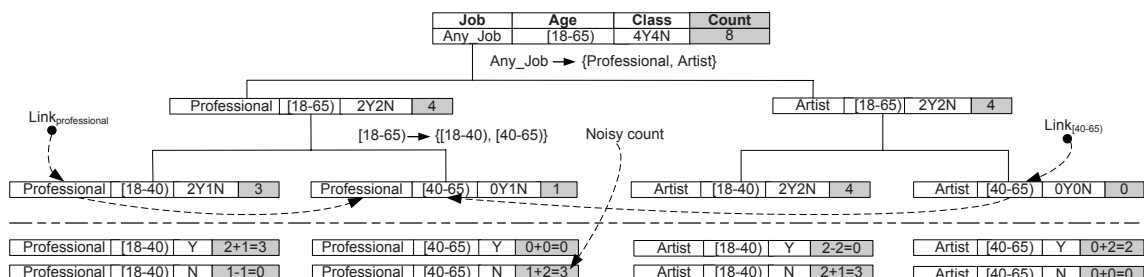 Job Age Class Count
Any_Job [18-65) 4Y4N 8
Any_Job → {Professional, Artist}
Professional [18-65) 2Y2N 4
Artist [18-65) 2Y2N 4
Link professional
[18-65) → {[18-40), [40-65)}
Noisy count
Link [40-65)
Professional [18-40) 2Y1N 3
Professional [40-65) 0Y1N 1
Artist [18-40) 2Y2N 4
Artist [40-65) 0Y0N 0
Professional [18-40) Y 2+1=3
Professional [40-65) Y 0+0=0
Artist [18-40) Y 2-2=0
Artist [40-65) Y 0+2=2
Professional [18-40) N 1-1=0
Professional [40-65) N 1+2=3
Artist [18-40) N 2+1=3
Artist [40-65) N 0+0=0